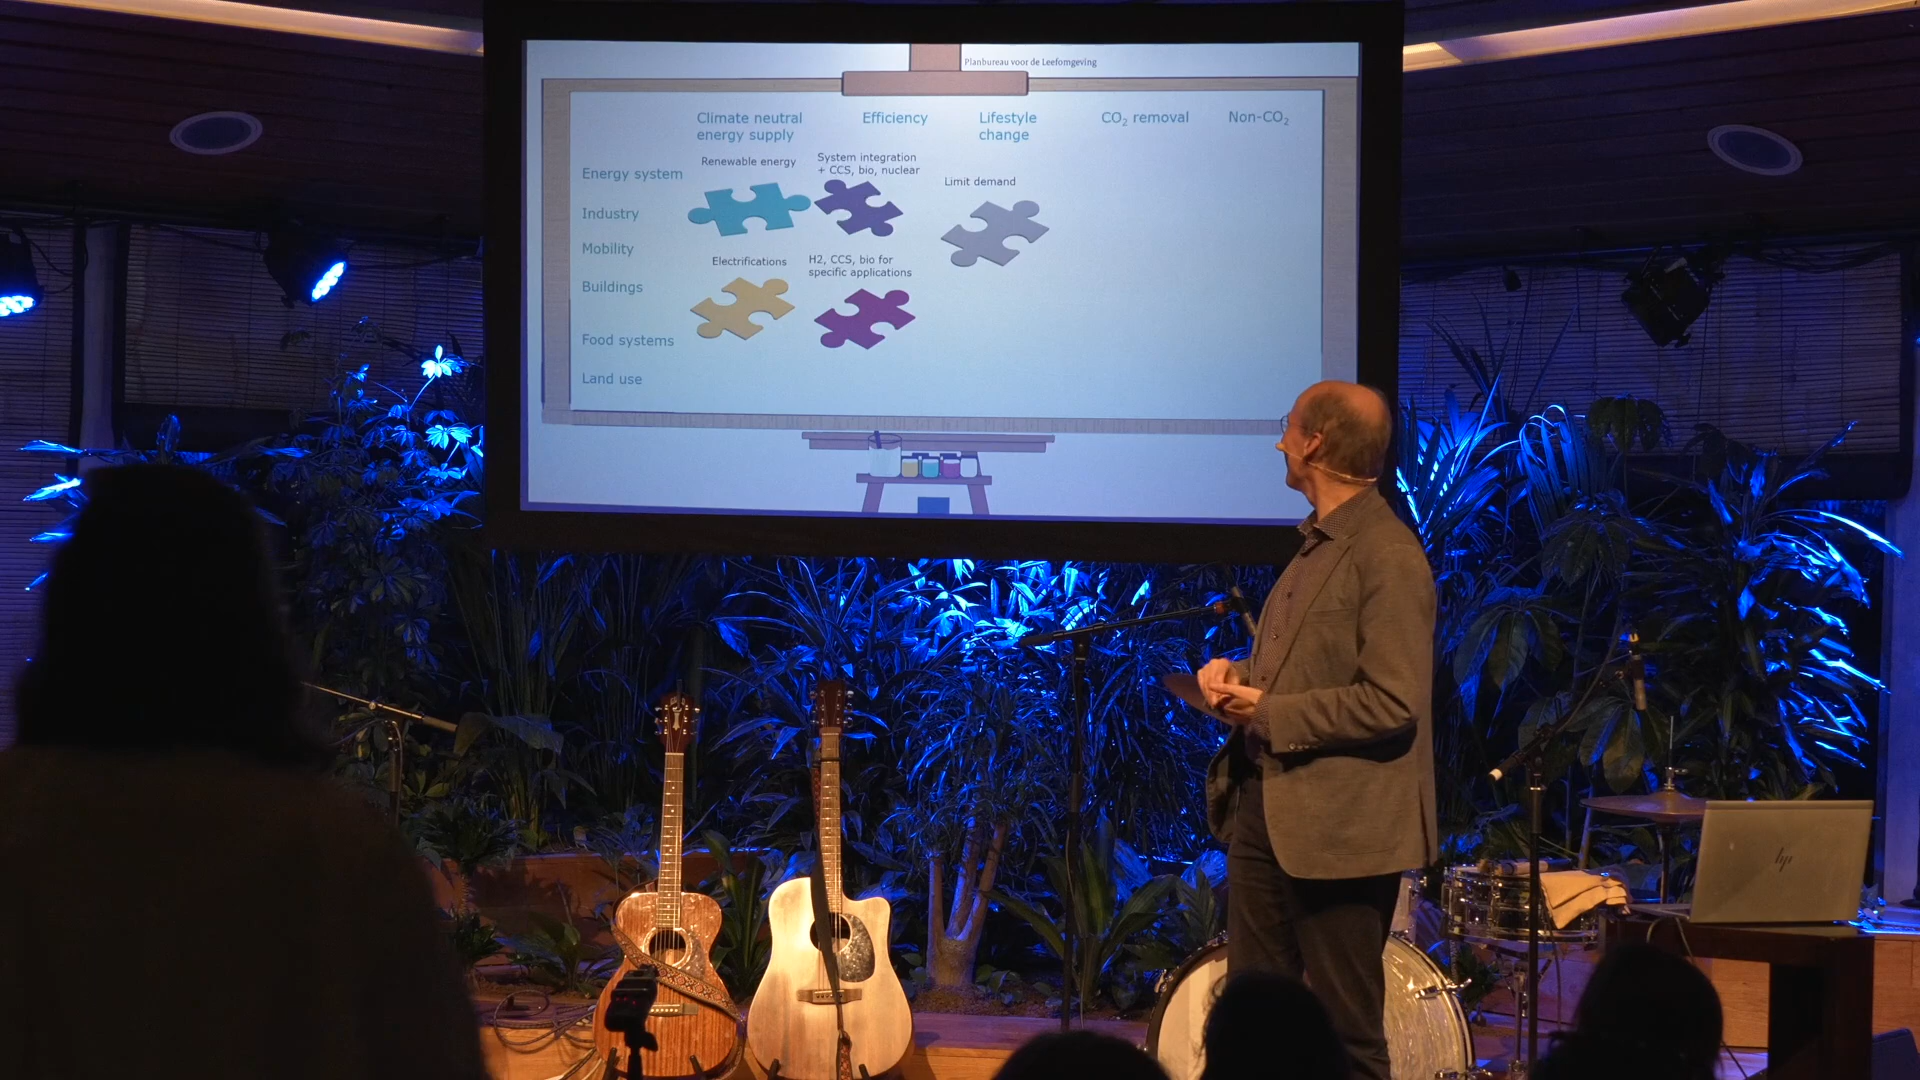 Planbureau voor de Leefomgeving
Climate neutral
energy supply
Efficiency
Lifestyle
change
CO₂ removal
Non-CO₂
Renewable energy
System integration
+ CCS, bio, nuclear
Limit demand
Energy system
Industry
Mobility
Electrifications
H2, CCS, bio for
specific applications
Buildings
Food systems
Land use
hp